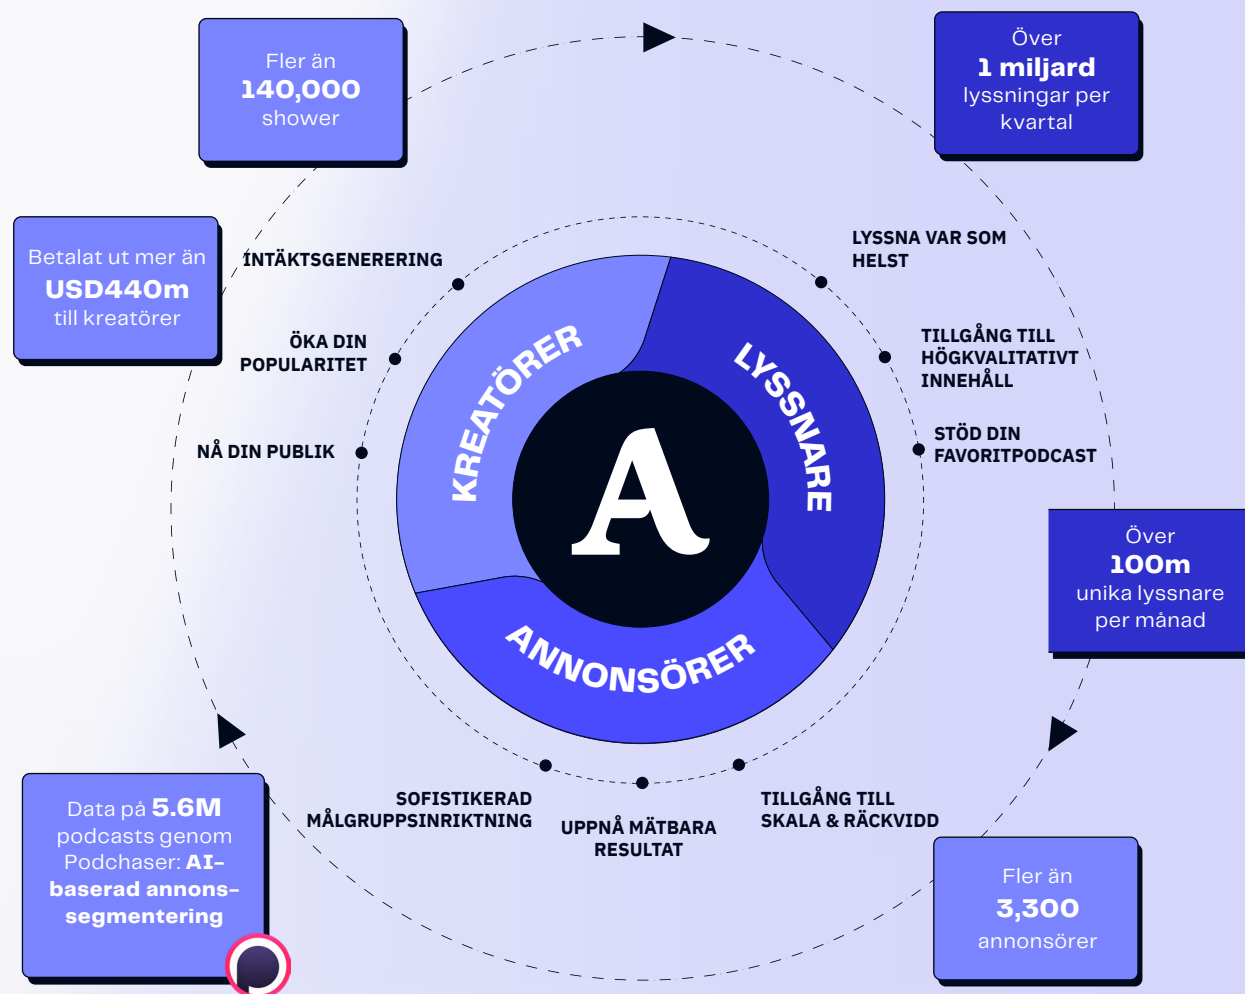 Fler än
140,000
shower
Över
1 miljard
lyssningar per
kvartal
Betalat ut mer än
USD440m
till kreatörer
INTÄKTSGENERERING
ÖKA DIN
POPULARITET
NÅ DIN PUBLIK
LYSSNA VAR SOM
HELST
TILLGÅNG TILL
HÖGKVALITATIVT
INNEHÅLL
STÖD DIN
FAVORITPODCAST
KREATÖRER
LYSSNARE
A
ANNONSÖRER
Över
100m
unika lyssnare
per månad
SOFISTIKERAD
MÅLGRUPPSINRIKTNING
UPPNÅ MÄTBARA
RESULTAT
TILLGÅNG TILL
SKALA & RÄCKVIDD
Data på 5.6M
podcasts genom
Podchaser: AI-
baserad annons-
segmentering
Fler än
3,300
annonsörer